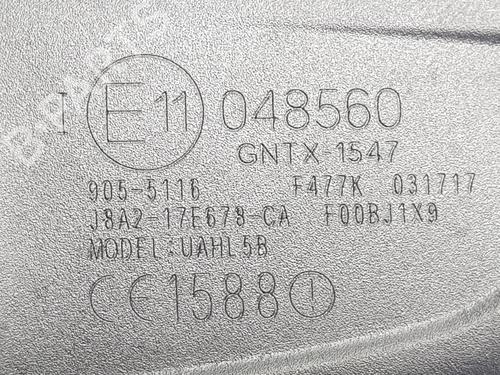 B-PARTS
I E11 048560
GNTX-1547
905-5116 F477K 031717
J8A2-17E678-CA F00BJ1X9
MODEL:UAHL5B
CE1588!